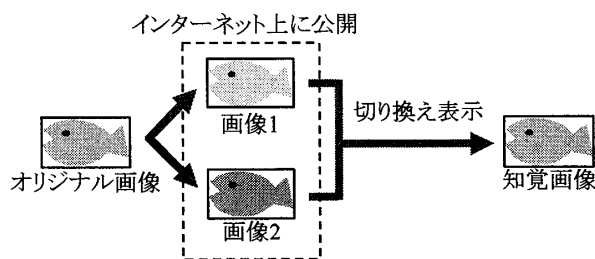 インターネット上に公開
画像1
切り換え表示
オリジナル画像
知覚画像
画像2